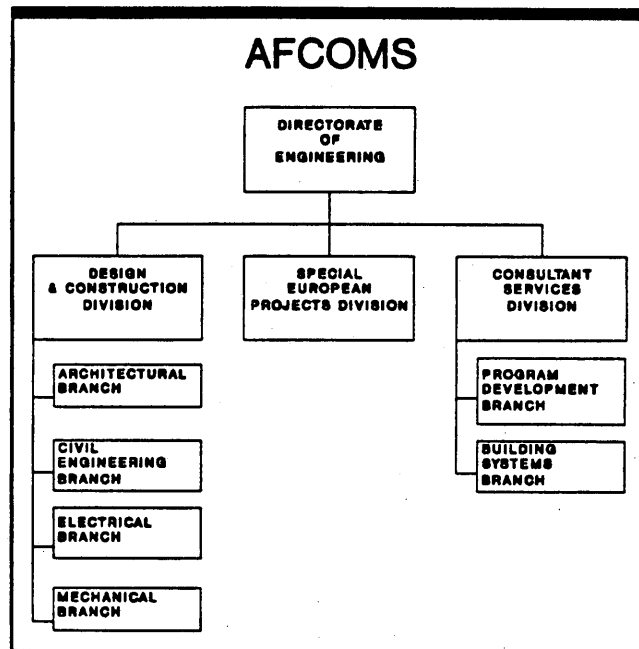 AFCOMS
DIRECTORATE
OF
ENGINEERING
DESIGN
& CONSTRUCTION
DIVISION
SPECIAL
EUROPEAN
PROJECTS DIVISION
CONSULTANT
SERVICES
DIVISION
ARCHITECTURAL
BRANCH
CIVIL
ENGINEERING
BRANCH
ELECTRICAL
BRANCH
MECHANICAL
BRANCH
PROGRAM
DEVELOPMENT
BRANCH
BUILDING
SYSTEMS
BRANCH